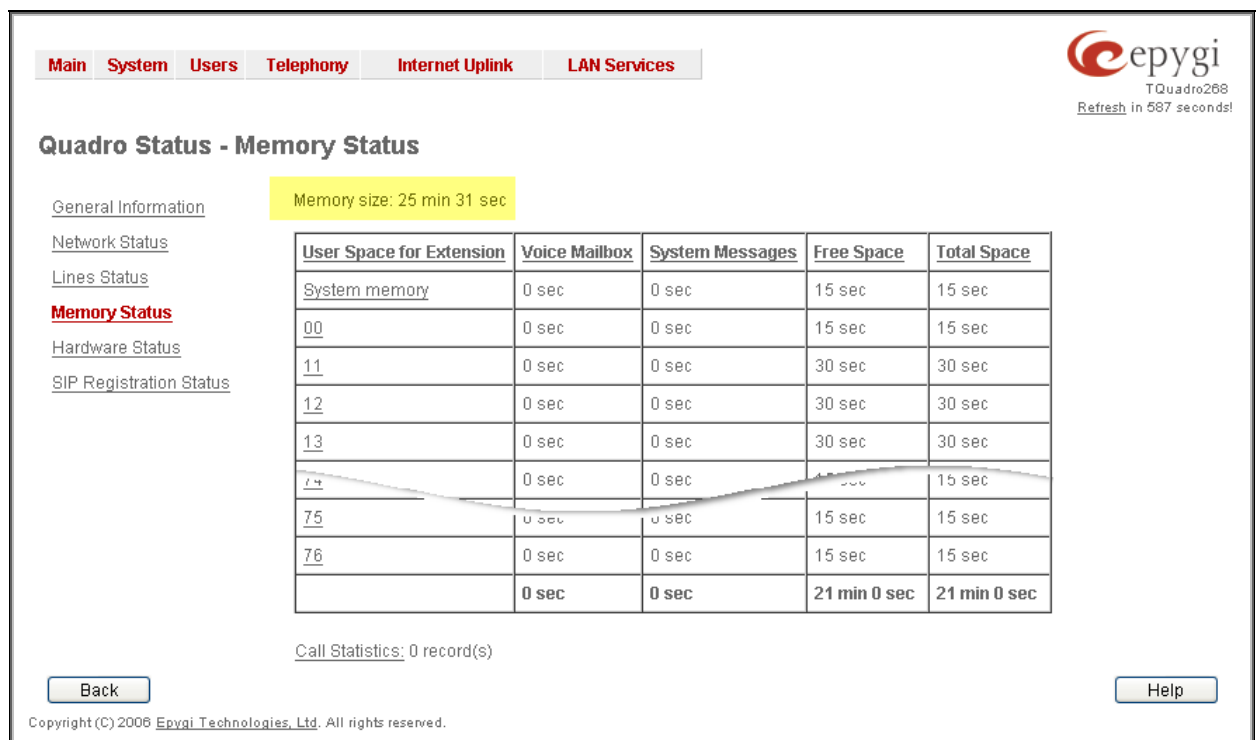 Main System Users Telephony Internet Uplink LAN Services
epygi
TQuadro268
Refresh in 587 seconds!
Quadro Status - Memory Status
General Information
Network Status
Lines Status
Memory Status
Hardware Status
SIP Registration Status
Memory size: 25 min 31 sec
User Space for Extension Voice Mailbox System Messages Free Space Total Space
System memory 0 sec 0 sec 15 sec 15 sec
00 0 sec 0 sec 15 sec 15 sec
11 0 sec 0 sec 30 sec 30 sec
12 0 sec 0 sec 30 sec 30 sec
13 0 sec 0 sec 30 sec 30 sec
0 sec 0 sec 15 sec
75 0 sec 0 sec 15 sec 15 sec
76 0 sec 0 sec 15 sec 15 sec
0 sec 0 sec 21 min 0 sec 21 min 0 sec
Call Statistics: 0 record(s)
Back
Help
Copyright (C) 2006 Epygi Technologies, Ltd. All rights reserved.